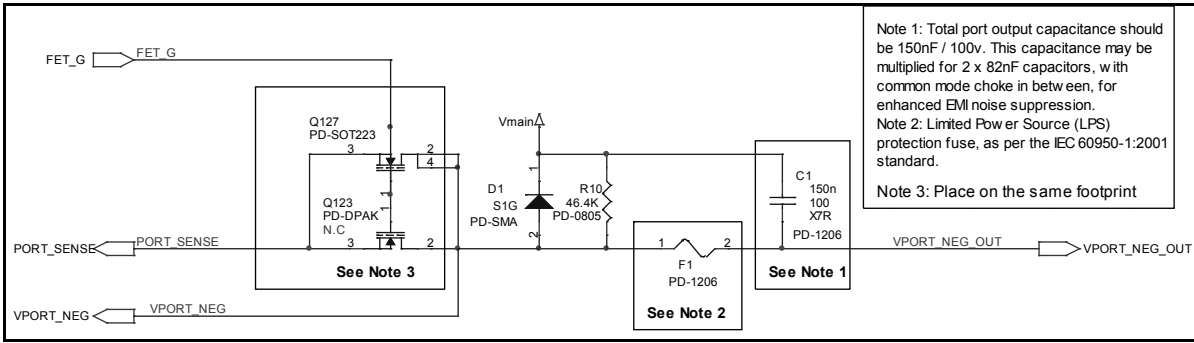 FET_G
FET_G
Q127
PD-SOT223
3
2
4
1
1
Q123
PD-DPAK
N.C
3
2
See Note 3
PORT_SENSE
PORT_SENSE
VPORT_NEG
VPORT_NEG
Vmain
1
D1
S1G
PD-SMA
2
R10
46.4K
PD-0805
1
2
F1
PD-1206
See Note 2
C1
150n
100
X7R
PD-1206
See Note 1
VPORT_NEG_OUT
VPORT_NEG_OUT
Note 1: Total port output capacitance should
be 150nF / 100v. This capacitance may be
multiplied for 2 x 82nF capacitors, with
common mode choke in between, for
enhanced EMI noise suppression.
Note 2: Limited Power Source (LPS)
protection fuse, as per the IEC 60950-1:2001
standard.
Note 3: Place on the same footprint